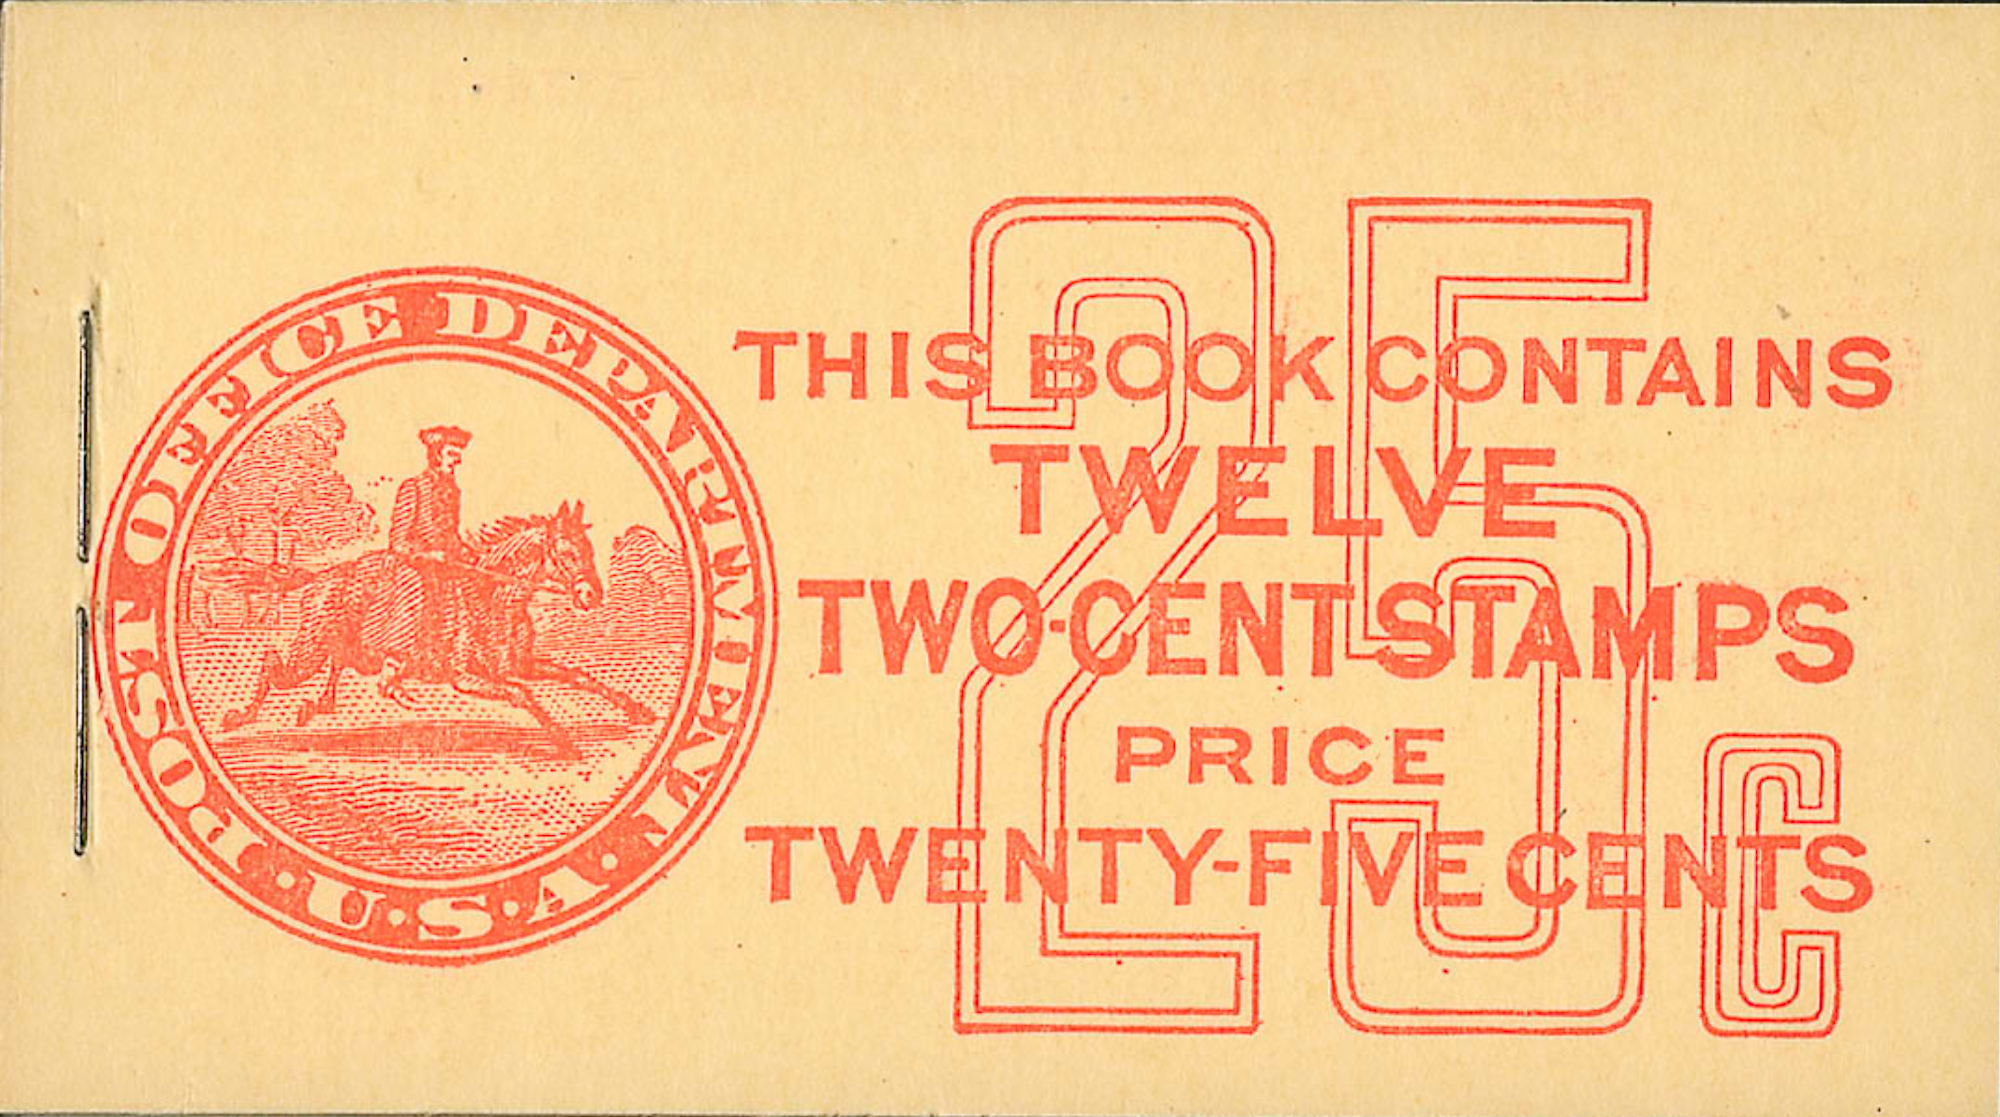 POST OFFICE DEPARTMENT.
·U·S·A·
25c
THIS BOOK CONTAINS
TWELVE
TWO-CENT STAMPS
PRICE
TWENTY-FIVE CENTS